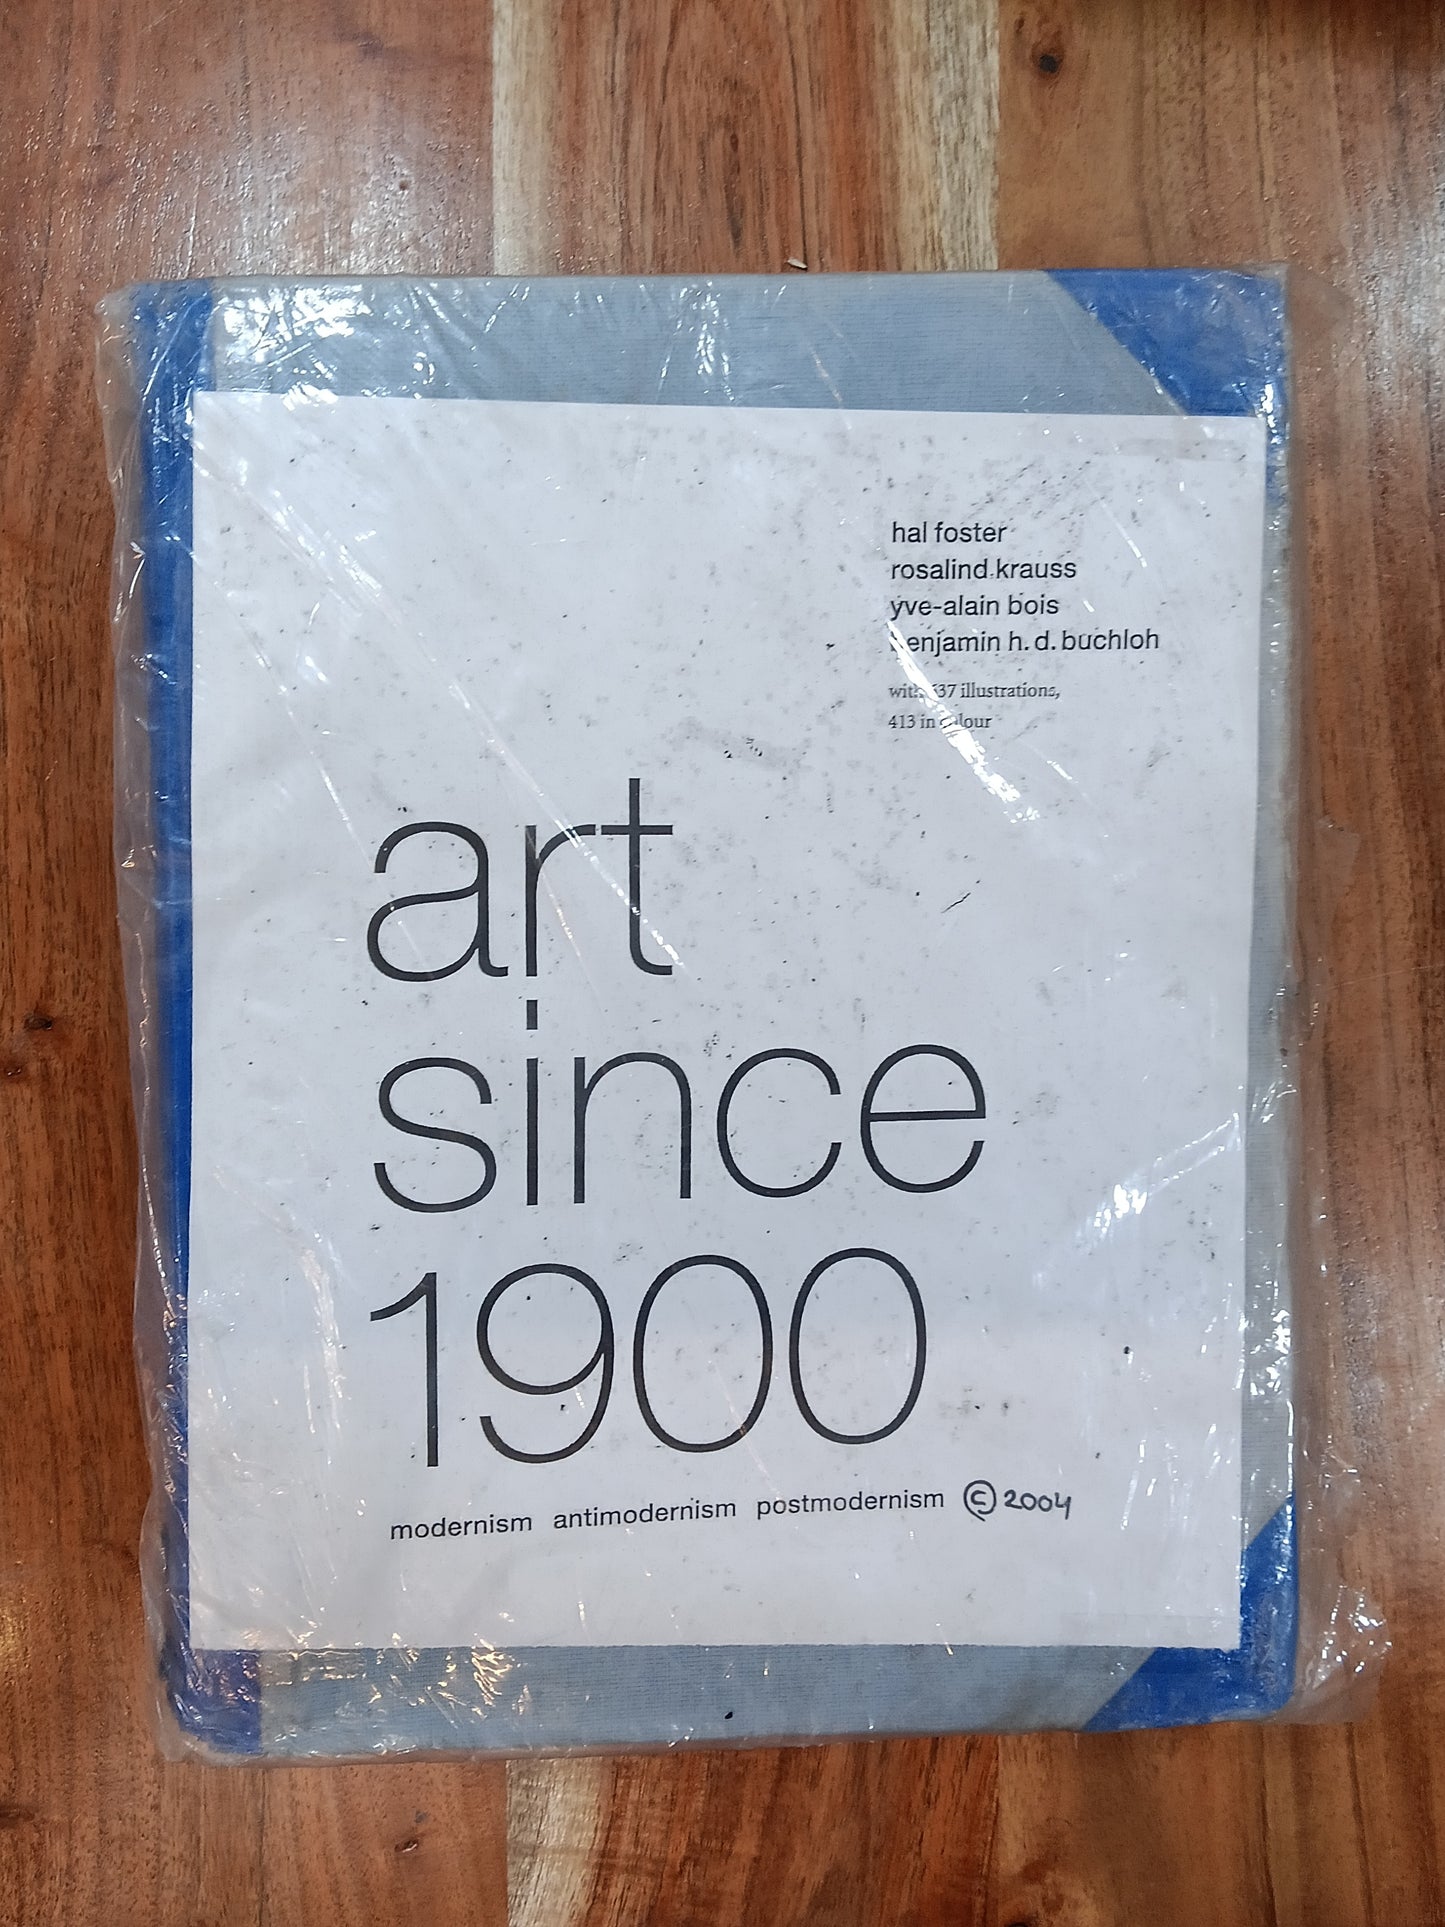 hal foster
rosalind krauss
yve-alain bois
benjamin h. d. buchloh
with 637 illustrations,
413 in colour
art
since
1900
modernism antimodernism postmodernism © 2004